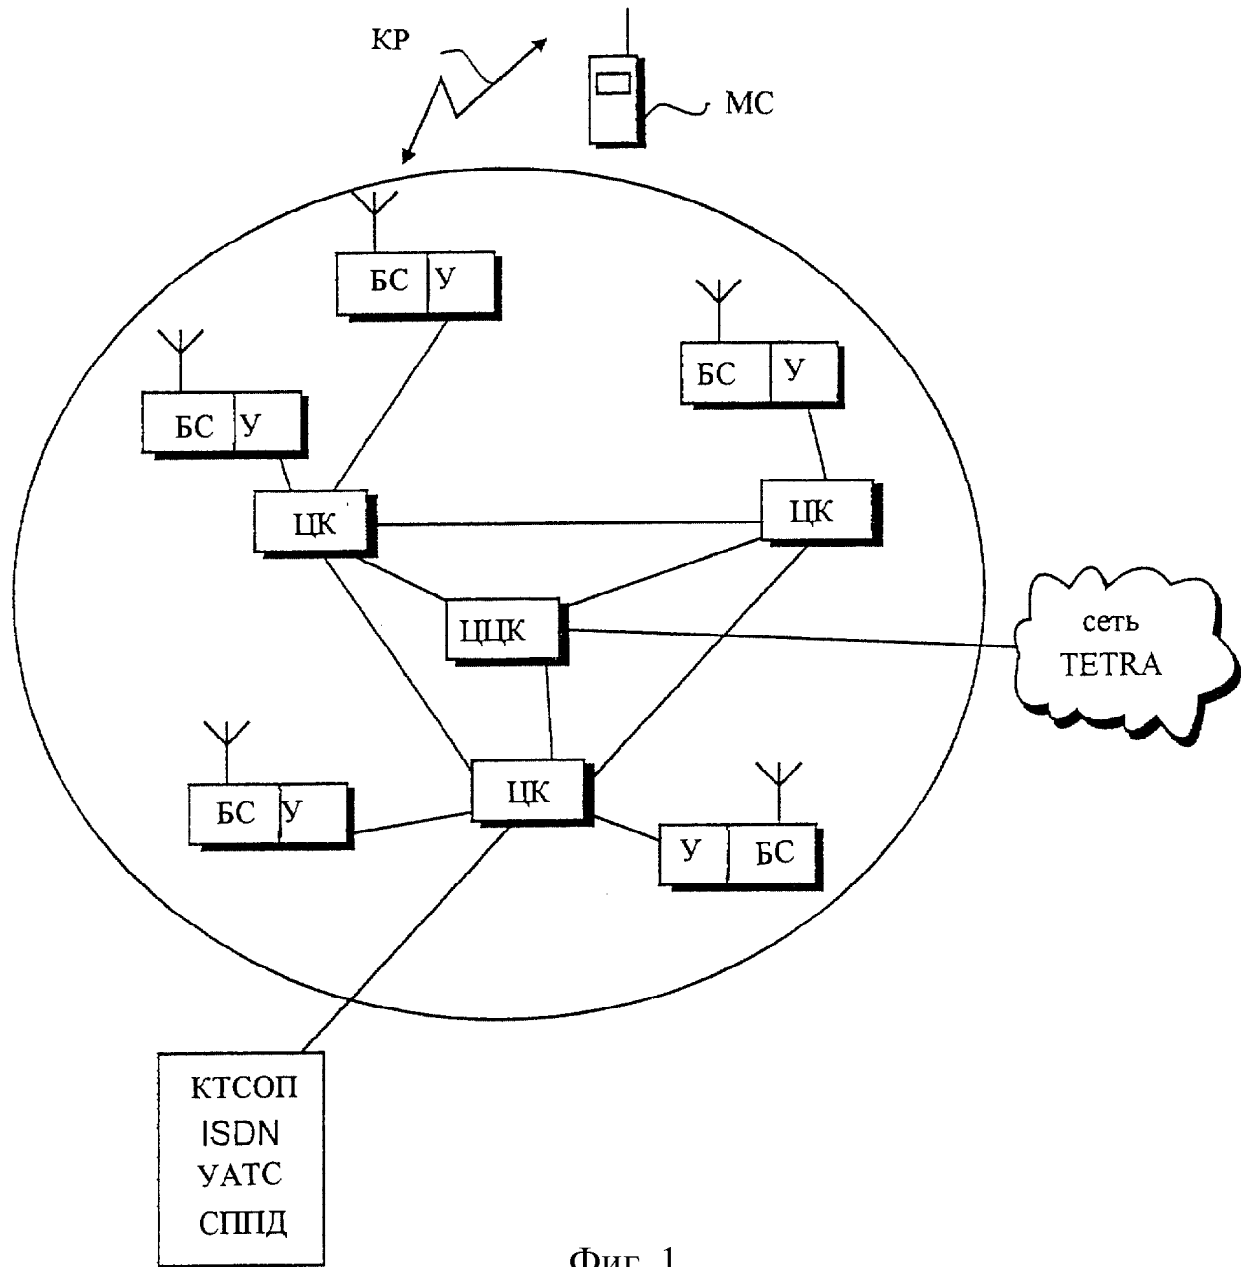 КР
МС
БС У
БС У
БС У
ЦК
ЦК
ЦЦК
сеть
TETRA
ЦК
БС У
У БС
КТСОП
ISDN
УАТС
СППД
Фиг. 1